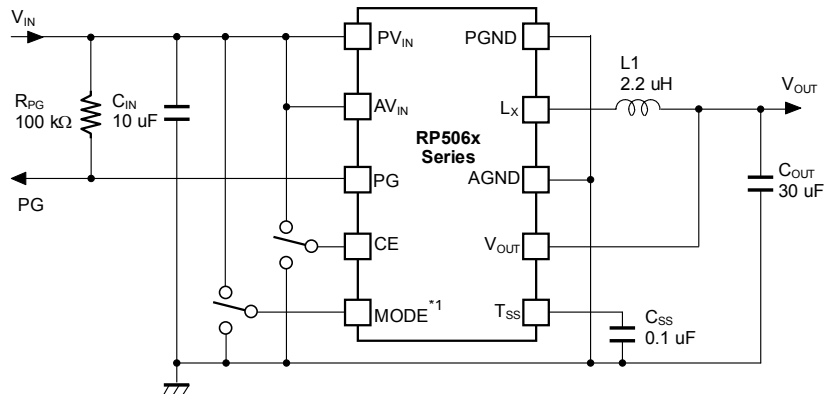 VIN
RPG
100 kΩ
CIN
10 uF
PG
PVIN
AVIN
PG
CE
MODE*1
RP506x
Series
PGND
LX
AGND
VOUT
TSS
L1
2.2 uH
VOUT
COUT
30 uF
CSS
0.1 uF